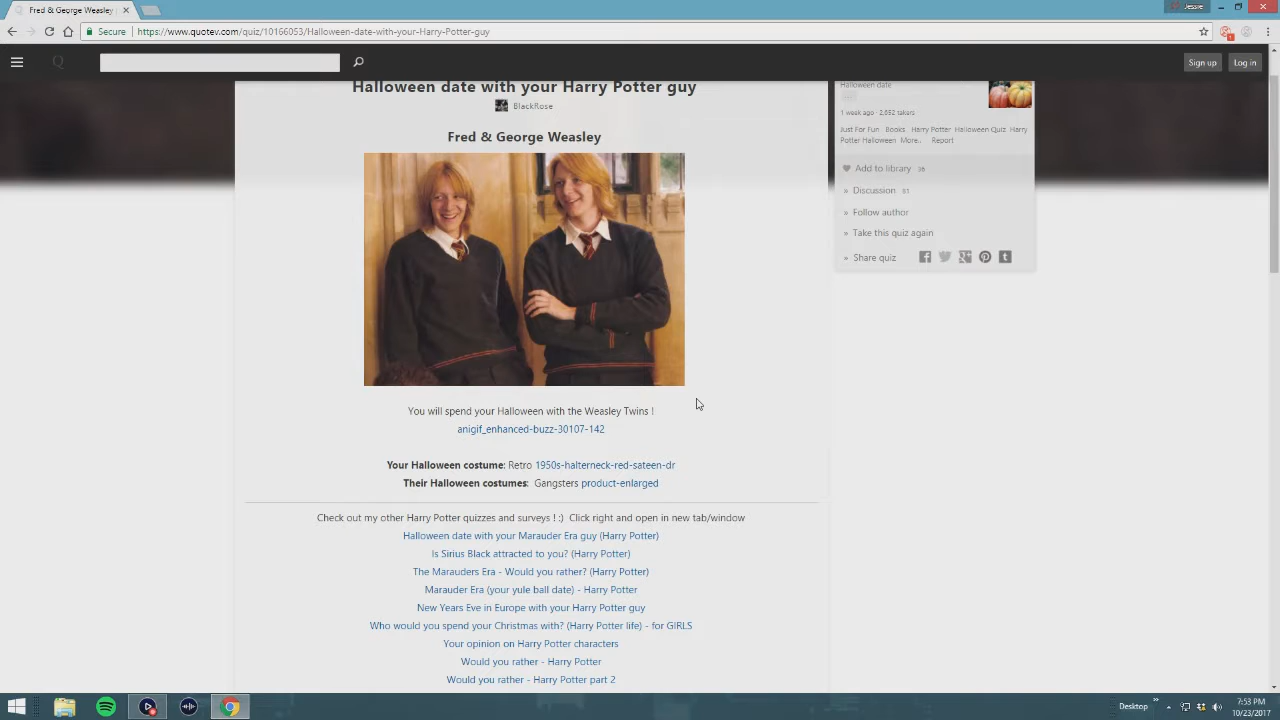 Fred & George Weasley
Jesse
Secure
https://www.quotev.com/quiz/10166053/Halloween-date-with-your-Harry-Potter-guy
Q
Sign up
Log in
Halloween date with your Harry Potter guy
BlackRose
Fred & George Weasley
You will spend your Halloween with the Weasley Twins !
anigif_enhanced-buzz-30107-142
Your Halloween costume: Retro 1950s-halterneck-red-sateen-dr
Their Halloween costumes: Gangsters product-enlarged
Check out my other Harry Potter quizzes and surveys ! :) Click right and open in new tab/window
Halloween date with your Marauder Era guy (Harry Potter)
Is Sirius Black attracted to you? (Harry Potter)
The Marauders Era - Would you rather? (Harry Potter)
Marauder Era (your yule ball date) - Harry Potter
New Years Eve in Europe with your Harry Potter guy
Who would you spend your Christmas with? (Harry Potter life) - for GIRLS
Your opinion on Harry Potter characters
Would you rather - Harry Potter
Would you rather - Harry Potter part 2
Halloween date
1 week ago · 2,652 takers
Just For Fun Books Harry Potter Halloween Quiz Harry
Potter Halloween More.. Report
Add to library 36
» Discussion 81
» Follow author
» Take this quiz again
» Share quiz
Desktop
7:53 PM
10/23/2017